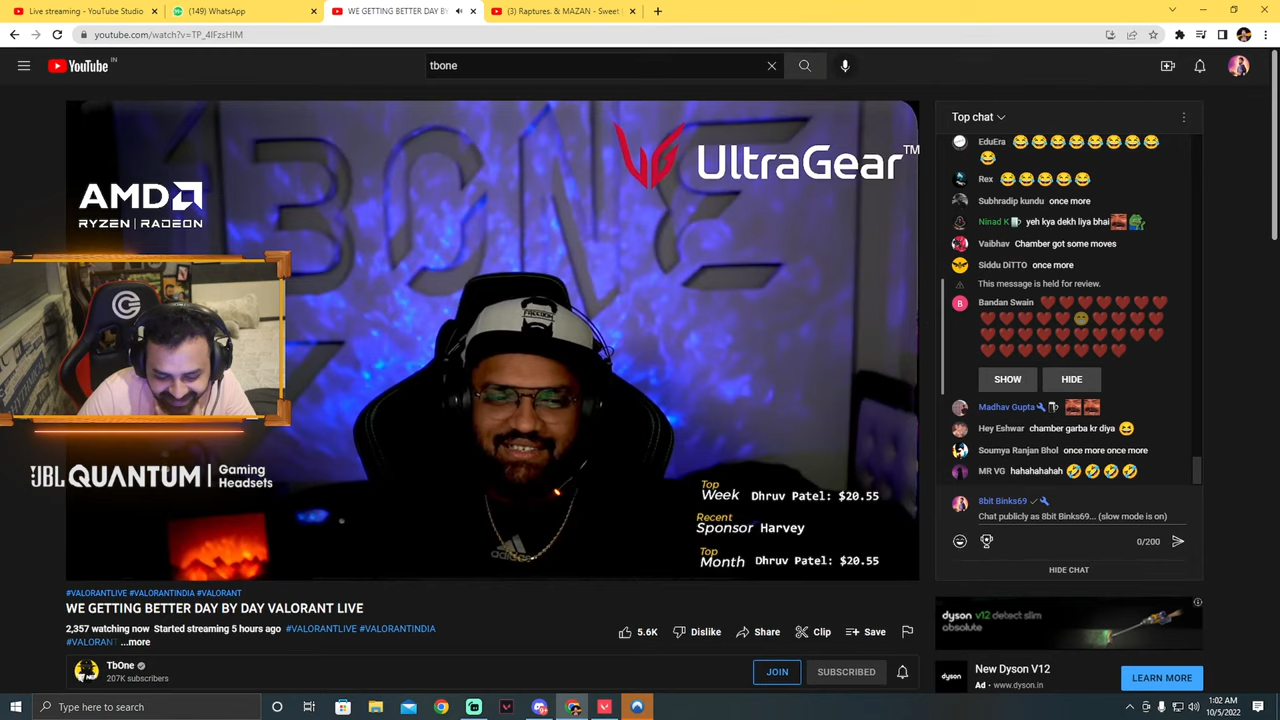 Live streaming - YouTube Studio
(149) WhatsApp
WE GETTING BETTER DAY BY
(3) Raptures. & MAZAN - Sweet
youtube.com/watch?v=TP_4lFzsHIM
YouTube IN
tbone
AMD
RYZEN | RADEON
UltraGear™
JBL QUANTUM | Gaming Headsets
FREEDOM
adidas
Top Week Dhruv Patel: $20.55
Recent Sponsor Harvey
Top Month Dhruv Patel: $20.55
Top chat
EduEra 😂😂😂😂😂😂😂😂
😂
Rex 😂😂😂😂😂
Subhradip kundu once more
Ninad K yeh kya dekh liya bhai
Vaibhav Chamber got some moves
Siddu DiTTO once more
This message is held for review.
B
Bandan Swain ❤❤❤❤❤❤❤
❤❤❤❤❤😁❤❤❤❤
❤❤❤❤❤❤❤❤❤❤
❤❤❤❤❤❤❤❤
SHOW HIDE
Madhav Gupta
Hey Eshwar chamber garba kr diya 😆
Soumya Ranjan Bhol once more once more
MR VG hahahahahah 🤣🤣🤣🤣
8bit Binks69
Chat publicly as 8bit Binks69... (slow mode is on)
0/200
HIDE CHAT
#VALORANTLIVE #VALORANTINDIA #VALORANT
WE GETTING BETTER DAY BY DAY VALORANT LIVE
2,357 watching now Started streaming 5 hours ago #VALORANTLIVE #VALORANTINDIA
#VALORANT ...more
5.6K Dislike Share Clip Save
TbOne
207K subscribers
JOIN SUBSCRIBED
dyson v12 detect slim
absolute
dyson
New Dyson V12
Ad • www.dyson.in
LEARN MORE
Type here to search
1:02 AM
10/5/2022